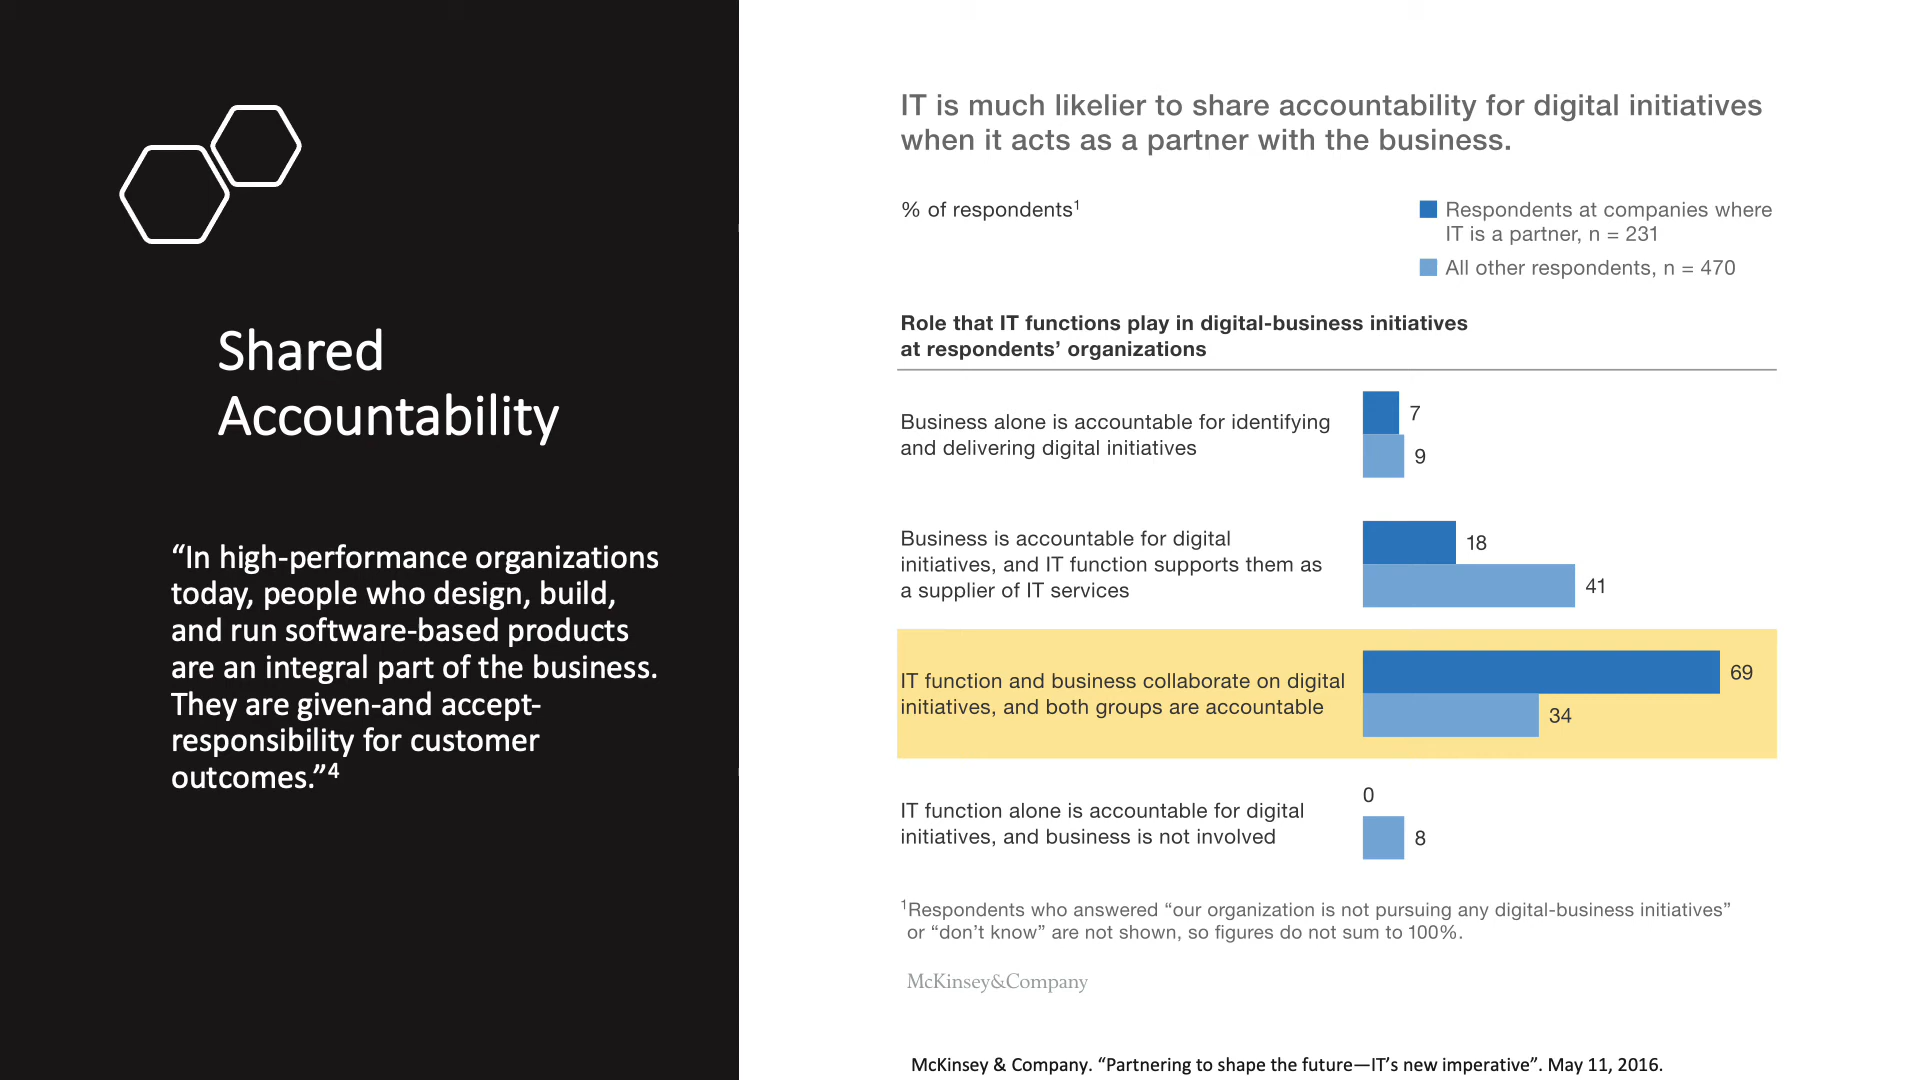 Shared
Accountability
“In high-performance organizations
today, people who design, build,
and run software-based products
are an integral part of the business.
They are given-and accept-
responsibility for customer
outcomes.”⁴
IT is much likelier to share accountability for digital initiatives
when it acts as a partner with the business.
% of respondents¹
Respondents at companies where
IT is a partner, n = 231
All other respondents, n = 470
Role that IT functions play in digital-business initiatives
at respondents’ organizations
Business alone is accountable for identifying
and delivering digital initiatives
7
9
Business is accountable for digital
initiatives, and IT function supports them as
a supplier of IT services
18
41
IT function and business collaborate on digital
initiatives, and both groups are accountable
69
34
IT function alone is accountable for digital
initiatives, and business is not involved
0
8
¹Respondents who answered “our organization is not pursuing any digital-business initiatives”
or “don’t know” are not shown, so figures do not sum to 100%.
McKinsey&Company
McKinsey & Company. “Partnering to shape the future—IT’s new imperative”. May 11, 2016.